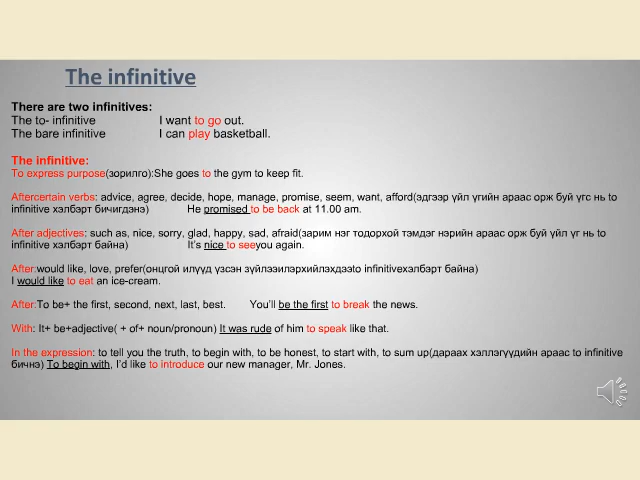 The infinitive
There are two infinitives:
The to- infinitive I want to go out.
The bare infinitive I can play basketball.
The infinitive:
To express purpose(зорилго):She goes to the gym to keep fit.
Aftercertain verbs: advice, agree, decide, hope, manage, promise, seem, want, afford(эдгээр үйл үгийн араас орж буй үгс нь to
infinitive хэлбэрт бичигдэнэ) He promised to be back at 11.00 am.
After adjectives: such as, nice, sorry, glad, happy, sad, afraid(зарим нэг тодорхой тэмдэг нэрийн араас орж буй үйл үг нь to
infinitive хэлбэрт байна) It's nice to seeyou again.
After:would like, love, prefer(онцгой илүүд үзсэн зүйлээилэрхийлэхдээto infinitiveхэлбэрт байна)
I would like to eat an ice-cream.
After:To be+ the first, second, next, last, best. You'll be the first to break the news.
With: It+ be+adjective( + of+ noun/pronoun) It was rude of him to speak like that.
In the expression: to tell you the truth, to begin with, to be honest, to start with, to sum up(дараах хэллэгүүдийн араас to infinitive
бичнэ) To begin with, I'd like to introduce our new manager, Mr. Jones.